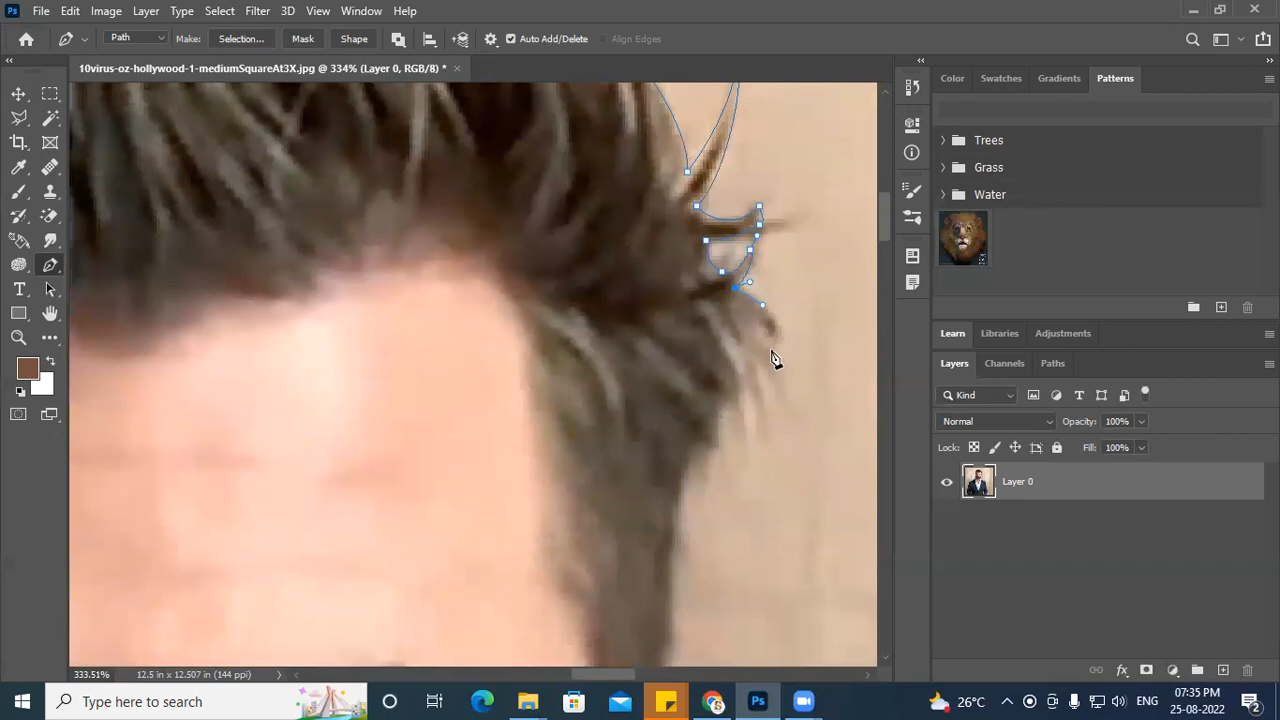 Ps File Edit Image Layer Type Select Filter 3D View Window Help
Path Make: Selection... Mask Shape Auto Add/Delete Align Edges
10virus-oz-hollywood-1-mediumSquareAt3X.jpg @ 334% (Layer 0, RGB/8) *
Color Swatches Gradients Patterns
Trees
Grass
Water
Learn Libraries Adjustments
Layers Channels Paths
Kind
Normal Opacity: 100%
Lock: Fill: 100%
Layer 0
333.51% 12.5 in x 12.507 in (144 ppi)
Type here to search
Ps
26°C
ENG
07:35 PM
25-08-2022
2